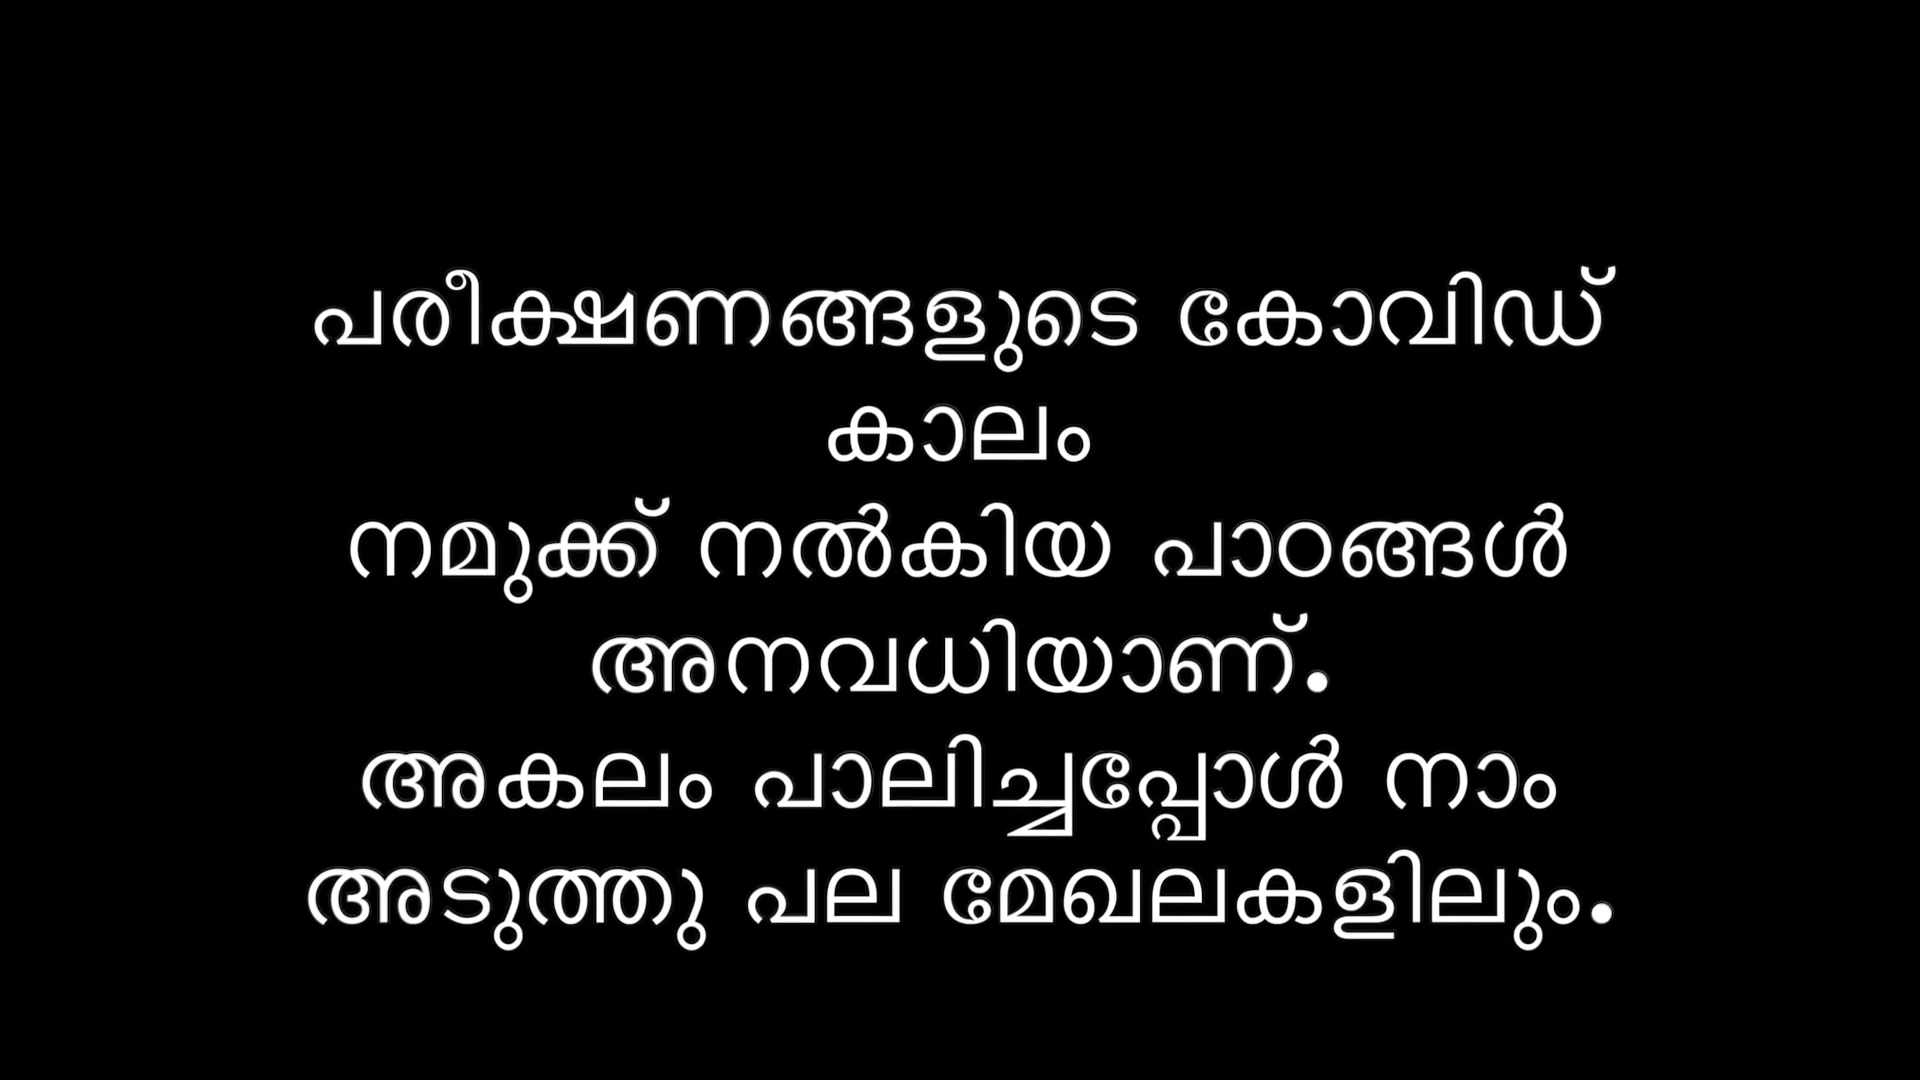 പരീക്ഷണങ്ങളുടെ കോവിഡ്
കാലം
നമുക്ക് നൽകിയ പാഠങ്ങൾ
അനവധിയാണ്.
അകലം പാലിച്ചപ്പോൾ നാം
അടുത്തു പല മേഖലകളിലും.